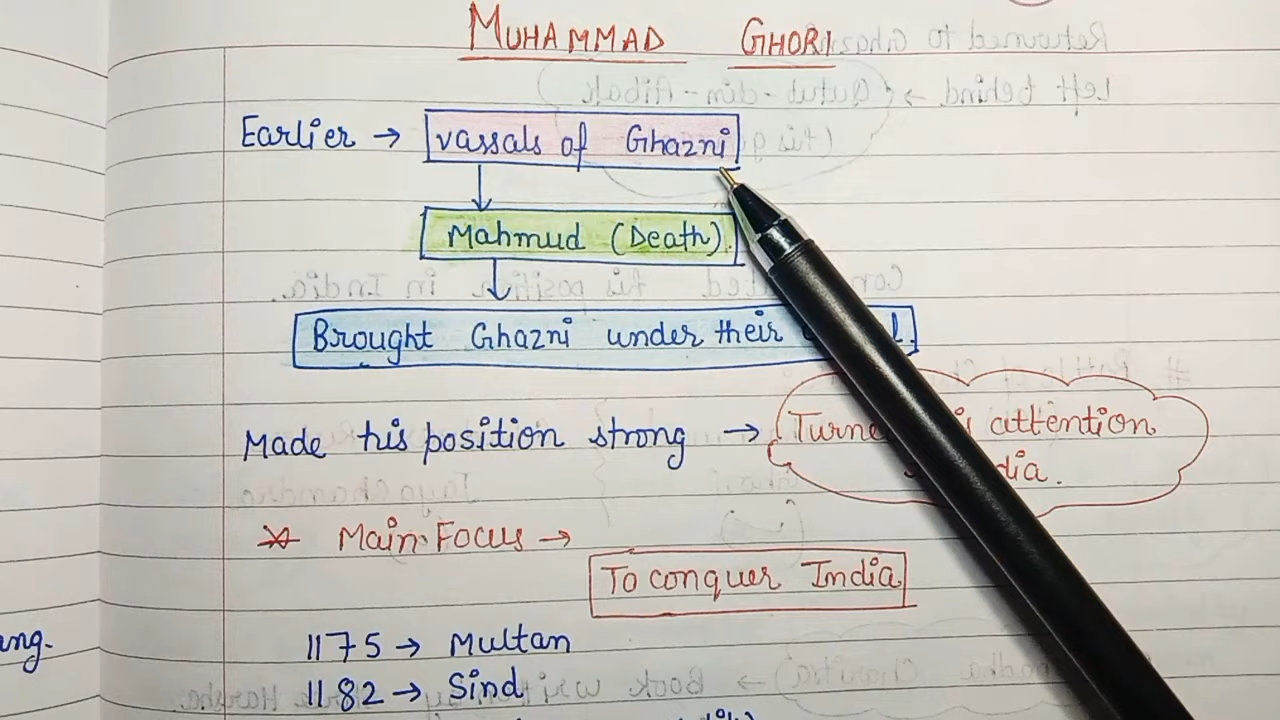 MUHAMMAD GHORI
Earlier → vassals of Ghazni
Mahmud (Death).
Brought Ghazni under their
Made his position strong → attention
* Main Focus →
To conquer India
1175 → Multan
1182 → Sind